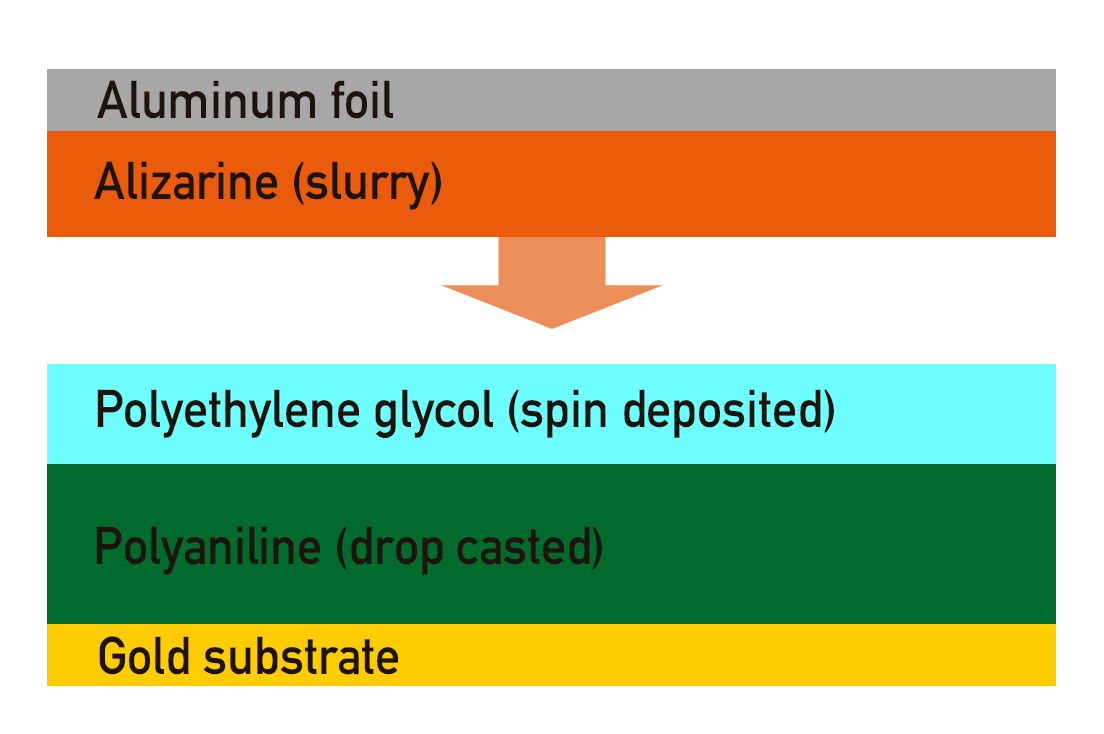 Aluminum foil
Alizarine (slurry)
Polyethylene glycol (spin deposited)
Polyaniline (drop casted)
Gold substrate